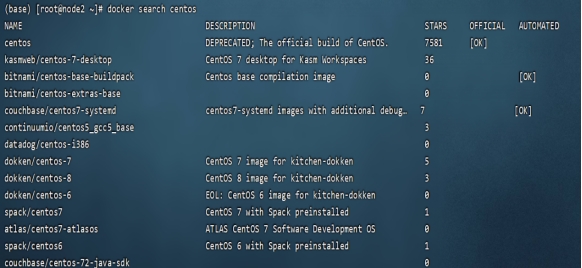 (base) [root@node2 ~]# docker search centos
NAME DESCRIPTION STARS OFFICIAL AUTOMATED
centos DEPRECATED; The official build of CentOS. 7581 [OK]
kasmweb/centos-7-desktop CentOS 7 desktop for Kasm Workspaces 36
bitnami/centos-base-buildpack Centos base compilation image 0 [OK]
bitnami/centos-extras-base 0
couchbase/centos7-systemd centos7-systemd images with additional debug… 7 [OK]
continuumio/centos5_gcc5_base 3
datadog/centos-i386 0
dokken/centos-7 CentOS 7 image for kitchen-dokken 5
dokken/centos-8 CentOS 8 image for kitchen-dokken 3
dokken/centos-6 EOL: CentOS 6 image for kitchen-dokken 0
spack/centos7 CentOS 7 with Spack preinstalled 1
atlas/centos7-atlasos ATLAS CentOS 7 Software Development OS 0
spack/centos6 CentOS 6 with Spack preinstalled 1
couchbase/centos-72-java-sdk 0